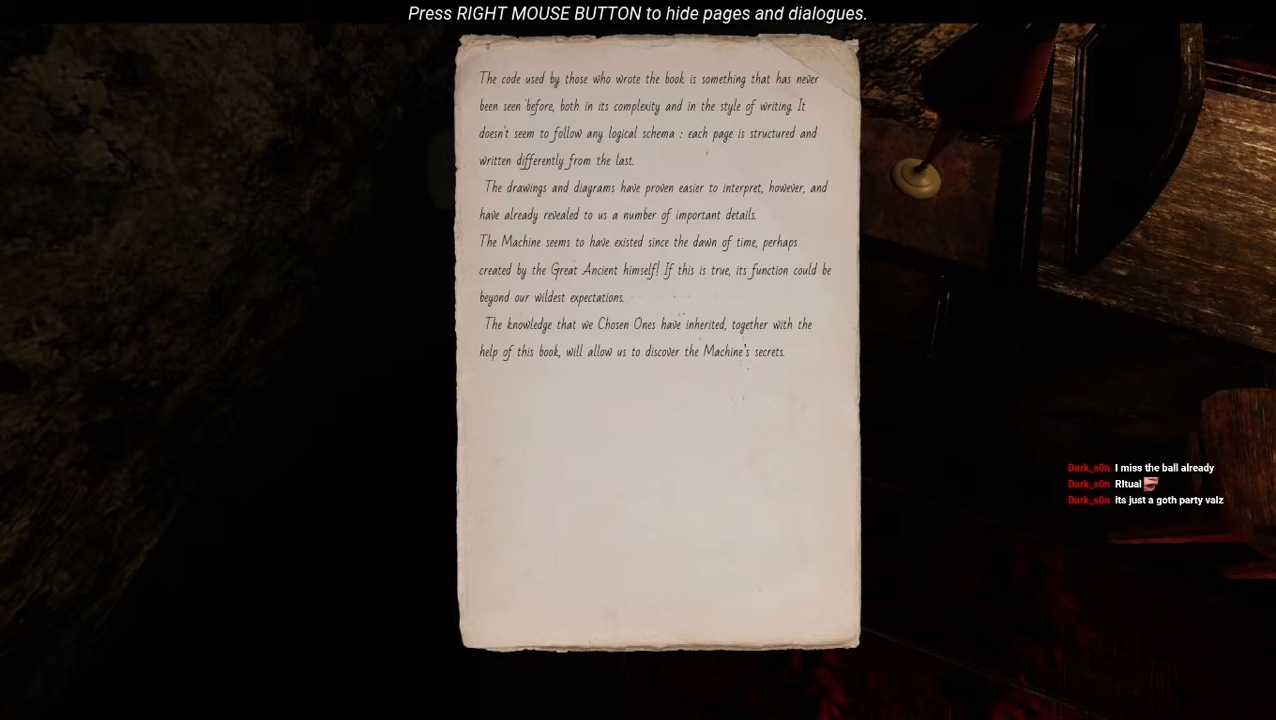 Press RIGHT MOUSE BUTTON to hide pages and dialogues.
The code used by those who wrote the book is something that has never
been seen before, both in its complexity and in the style of writing. It
doesn't seem to follow any logical schema : each page is structured and
written differently from the last.
The drawings and diagrams have proven easier to interpret, however, and
have already revealed to us a number of important details.
The Machine seems to have existed since the dawn of time, perhaps
created by the Great Ancient himself! If this is true, its function could be
beyond our wildest expectations.
The knowledge that we Chosen Ones have inherited, together with the
help of this book, will allow us to discover the Machine's secrets.
Dark_s0n I miss the ball already
Dark_s0n RItual
Dark_s0n Its just a goth party valz